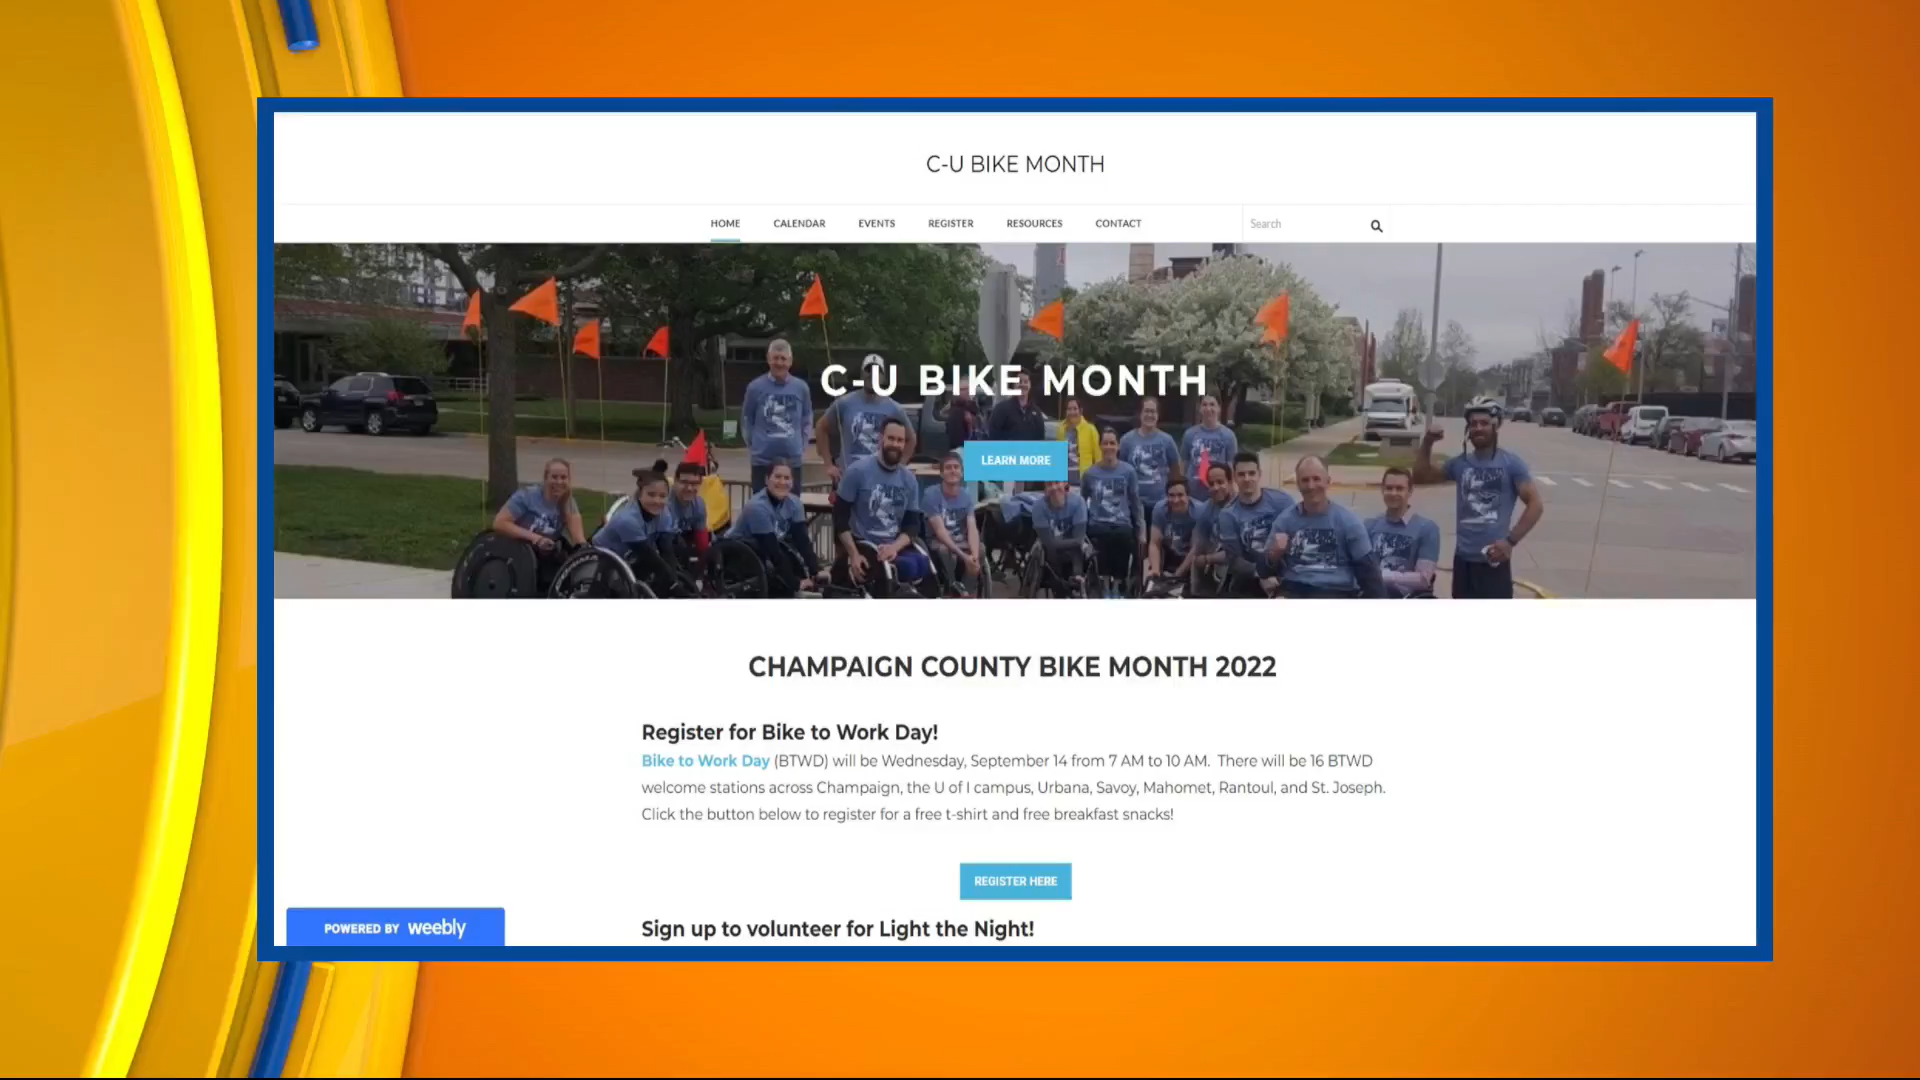 C-U BIKE MONTH
HOME CALENDAR EVENTS REGISTER RESOURCES CONTACT Search
C-U BIKE MONTH
LEARN MORE
CHAMPAIGN COUNTY BIKE MONTH 2022
Register for Bike to Work Day!
Bike to Work Day (BTWD) will be Wednesday, September 14 from 7 AM to 10 AM. There will be 16 BTWD
welcome stations across Champaign, the U of I campus, Urbana, Savoy, Mahomet, Rantoul, and St. Joseph.
Click the button below to register for a free t-shirt and free breakfast snacks!
REGISTER HERE
POWERED BY weebly
Sign up to volunteer for Light the Night!